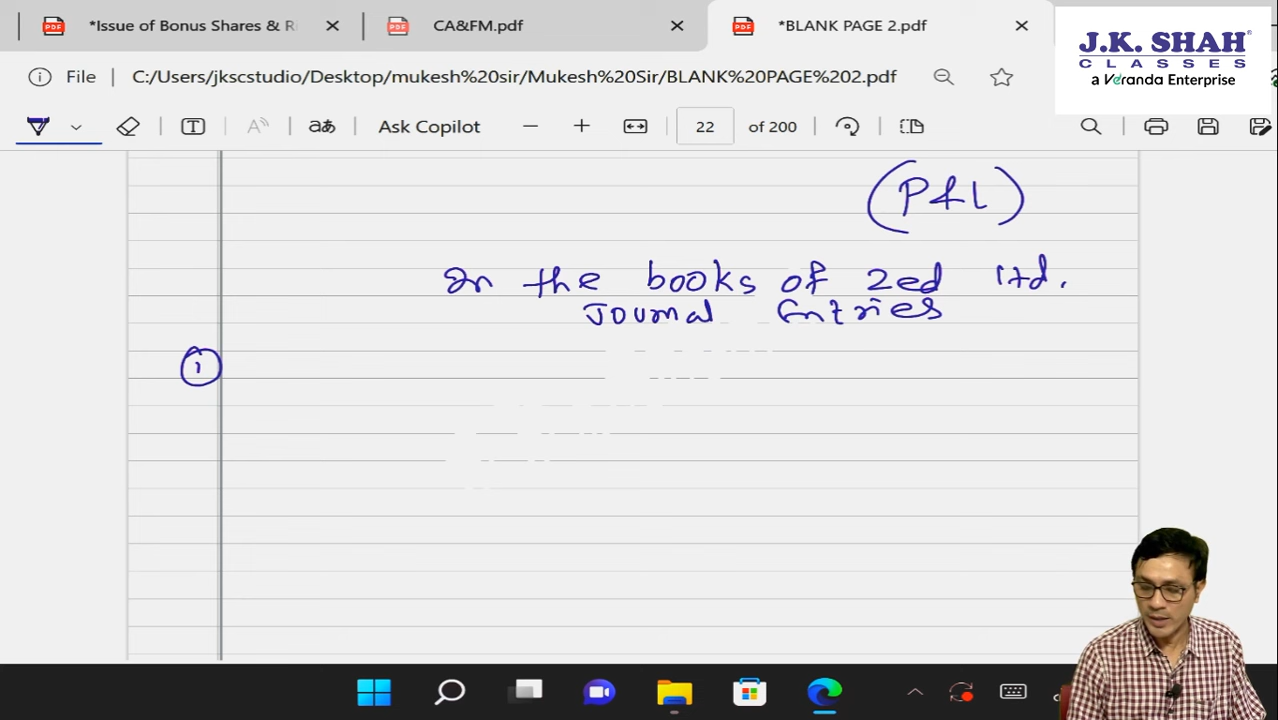 *Issue of Bonus Shares & R
CA&FM.pdf
*BLANK PAGE 2.pdf
J.K. SHAH®
CLASSES
a Veranda Enterprise
File
C:/Users/jkscstudio/Desktop/mukesh%20sir/Mukesh%20Sir/BLANK%20PAGE%202.pdf
Ask Copilot
22 of 200
(P&L)
In the books of Zed ltd.
Journal Entries
1